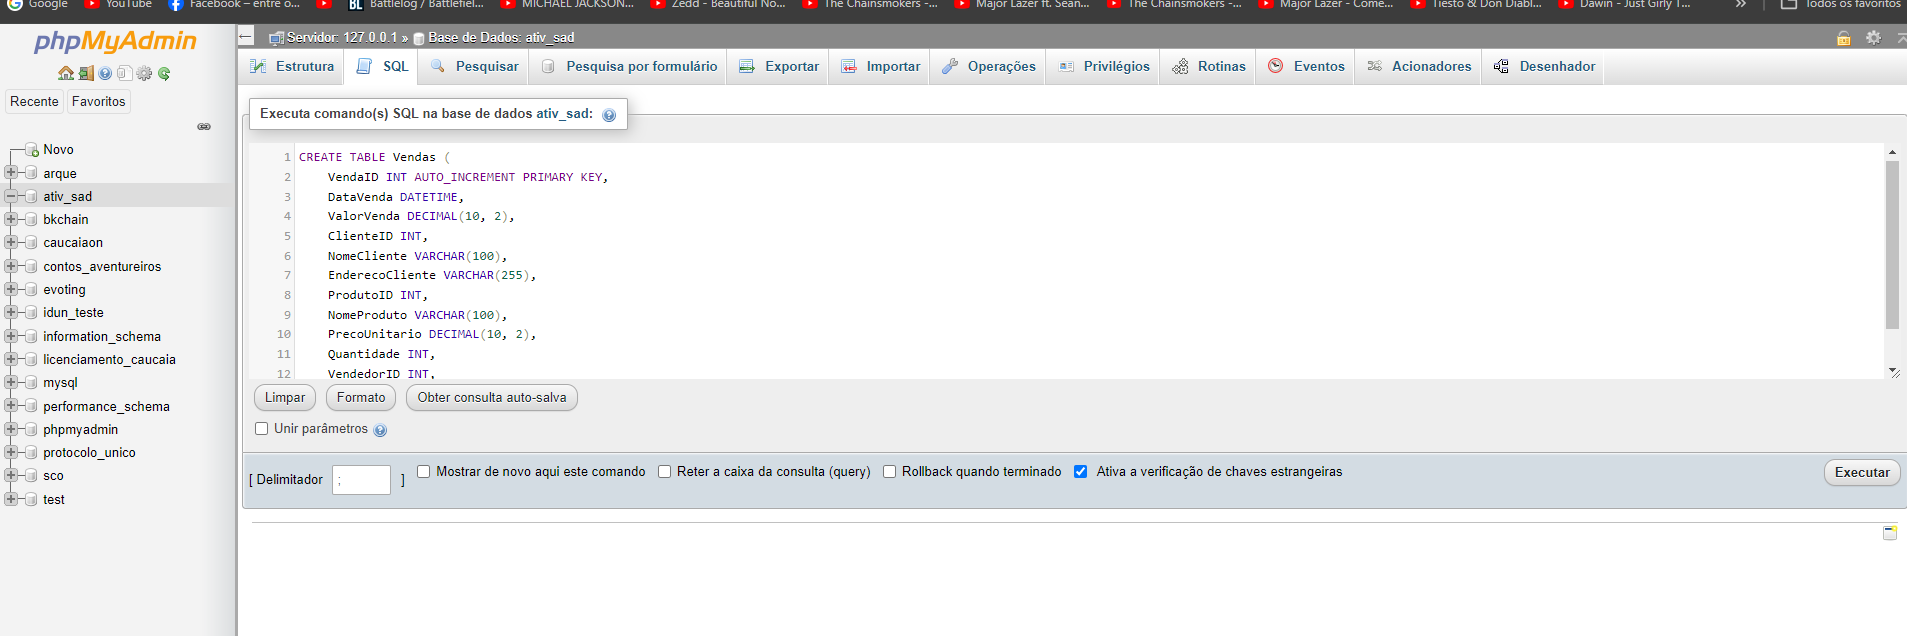 Google YouTube Facebook – entre o... BL Battlelog / Battlefiel... MICHAEL JACKSON... Zedd - Beautiful No... The Chainsmokers -... Major Lazer ft. Sean... The Chainsmokers -... Major Lazer - Come... Tiësto & Don Diabl... Dawin - Just Girly T... » Todos os favoritos
phpMyAdmin
Recente Favoritos
Novo
arque
ativ_sad
bkchain
caucaiaon
contos_aventureiros
evoting
idun_teste
information_schema
licenciamento_caucaia
mysql
performance_schema
phpmyadmin
protocolo_unico
sco
test
Servidor: 127.0.0.1 » Base de Dados: ativ_sad
Estrutura SQL Pesquisar Pesquisa por formulário Exportar Importar Operações Privilégios Rotinas Eventos Acionadores Desenhador
Executa comando(s) SQL na base de dados ativ_sad:
1 CREATE TABLE Vendas (
2 VendaID INT AUTO_INCREMENT PRIMARY KEY,
3 DataVenda DATETIME,
4 ValorVenda DECIMAL(10, 2),
5 ClienteID INT,
6 NomeCliente VARCHAR(100),
7 EnderecoCliente VARCHAR(255),
8 ProdutoID INT,
9 NomeProduto VARCHAR(100),
10 PrecoUnitario DECIMAL(10, 2),
11 Quantidade INT,
12 VendedorID INT,
Limpar Formato Obter consulta auto-salva
Unir parâmetros
[ Delimitador ; ] Mostrar de novo aqui este comando Reter a caixa da consulta (query) Rollback quando terminado Ativa a verificação de chaves estrangeiras Executar